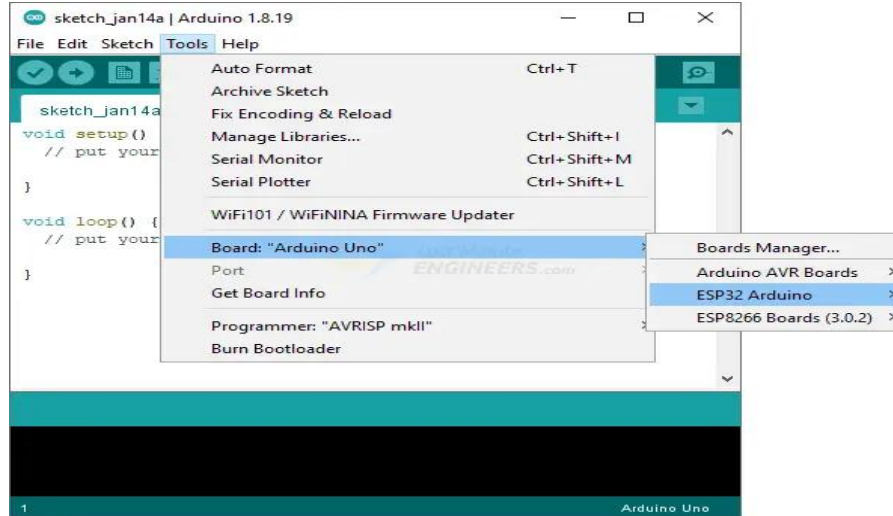 sketch_jan14a | Arduino 1.8.19
File Edit Sketch Tools Help
Auto Format Ctrl+T
Archive Sketch
sketch_jan14a
Fix Encoding & Reload
void setup()
// put your
Manage Libraries... Ctrl+Shift+I
Serial Monitor Ctrl+Shift+M
}
Serial Plotter Ctrl+Shift+L
void loop() {
WiFi101 / WiFiNINA Firmware Updater
// put your
Board: "Arduino Uno"
Boards Manager...
Last Minute
ENGINEERS.com
}
Port
Arduino AVR Boards
Get Board Info
ESP32 Arduino
ESP8266 Boards (3.0.2)
Programmer: "AVRISP mkII"
Burn Bootloader
1
Arduino Uno